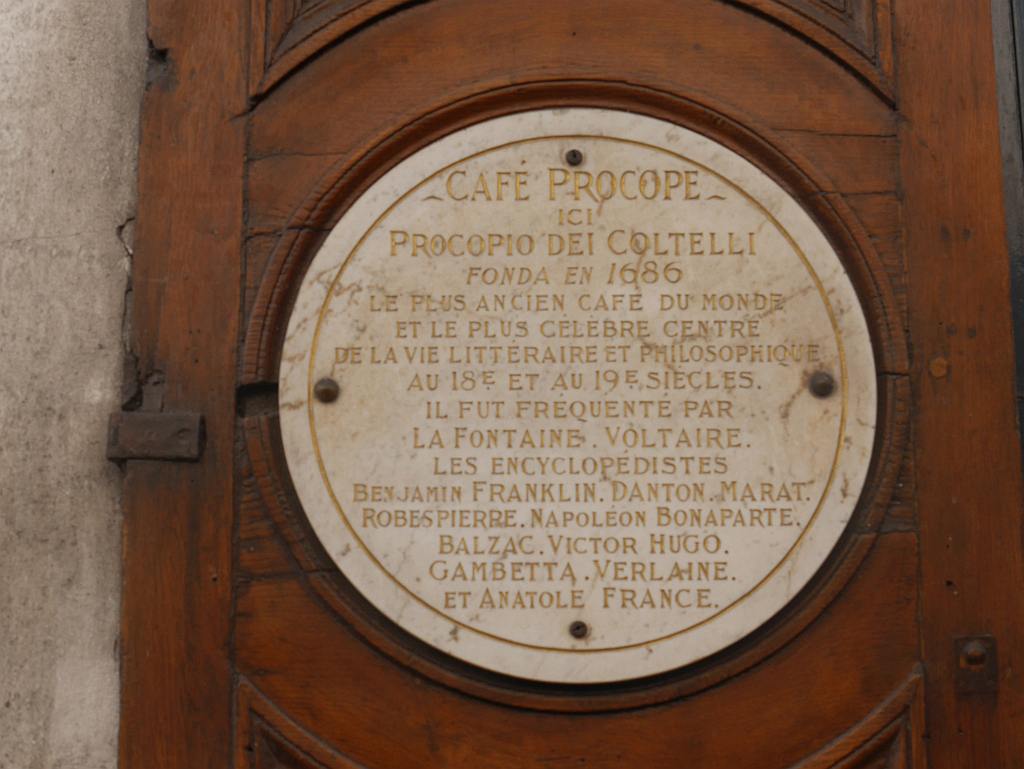 CAFÉ PROCOPE
ICI
PROCOPIO DEI COLTELLI
FONDA EN 1686
LE PLUS ANCIEN CAFÉ DU MONDE
ET LE PLUS CÉLÈBRE CENTRE
DE LA VIE LITTÉRAIRE ET PHILOSOPHIQUE
AU 18E ET AU 19E SIÈCLES.
IL FUT FRÉQUENTÉ PAR
LA FONTAINE . VOLTAIRE.
LES ENCYCLOPÉDISTES
BENJAMIN FRANKLIN. DANTON. MARAT.
ROBESPIERRE. NAPOLÉON BONAPARTE.
BALZAC. VICTOR HUGO.
GAMBETTA . VERLAINE.
ET ANATOLE FRANCE.